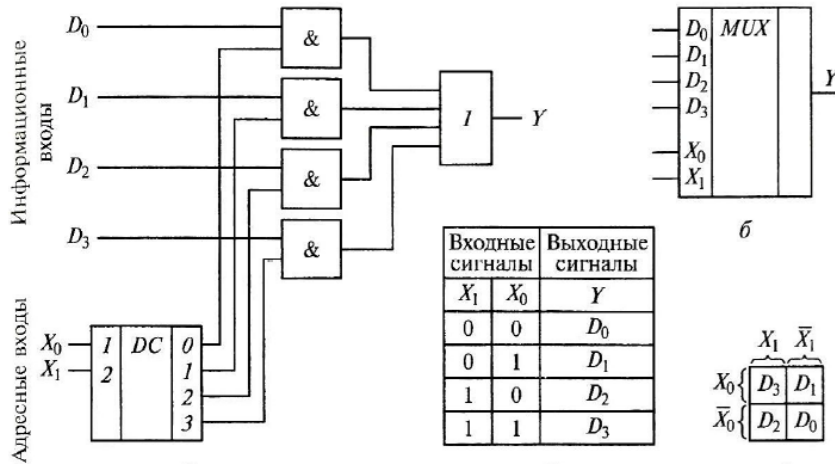 Информационные входы
D₀
D₁
D₂
D₃
&
&
&
&
1
Y
Адресные входы
X₀
X₁
1 DC 0
2 1
2
3
D₀ MUX
D₁
D₂
D₃
X₀
X₁
Y
б
Входные сигналы Выходные сигналы
X₁ X₀ Y
0 0 D₀
0 1 D₁
1 0 D₂
1 1 D₃
X₁ X̅₁
X₀ { D₃ D₁
X̅₀ { D₂ D₀